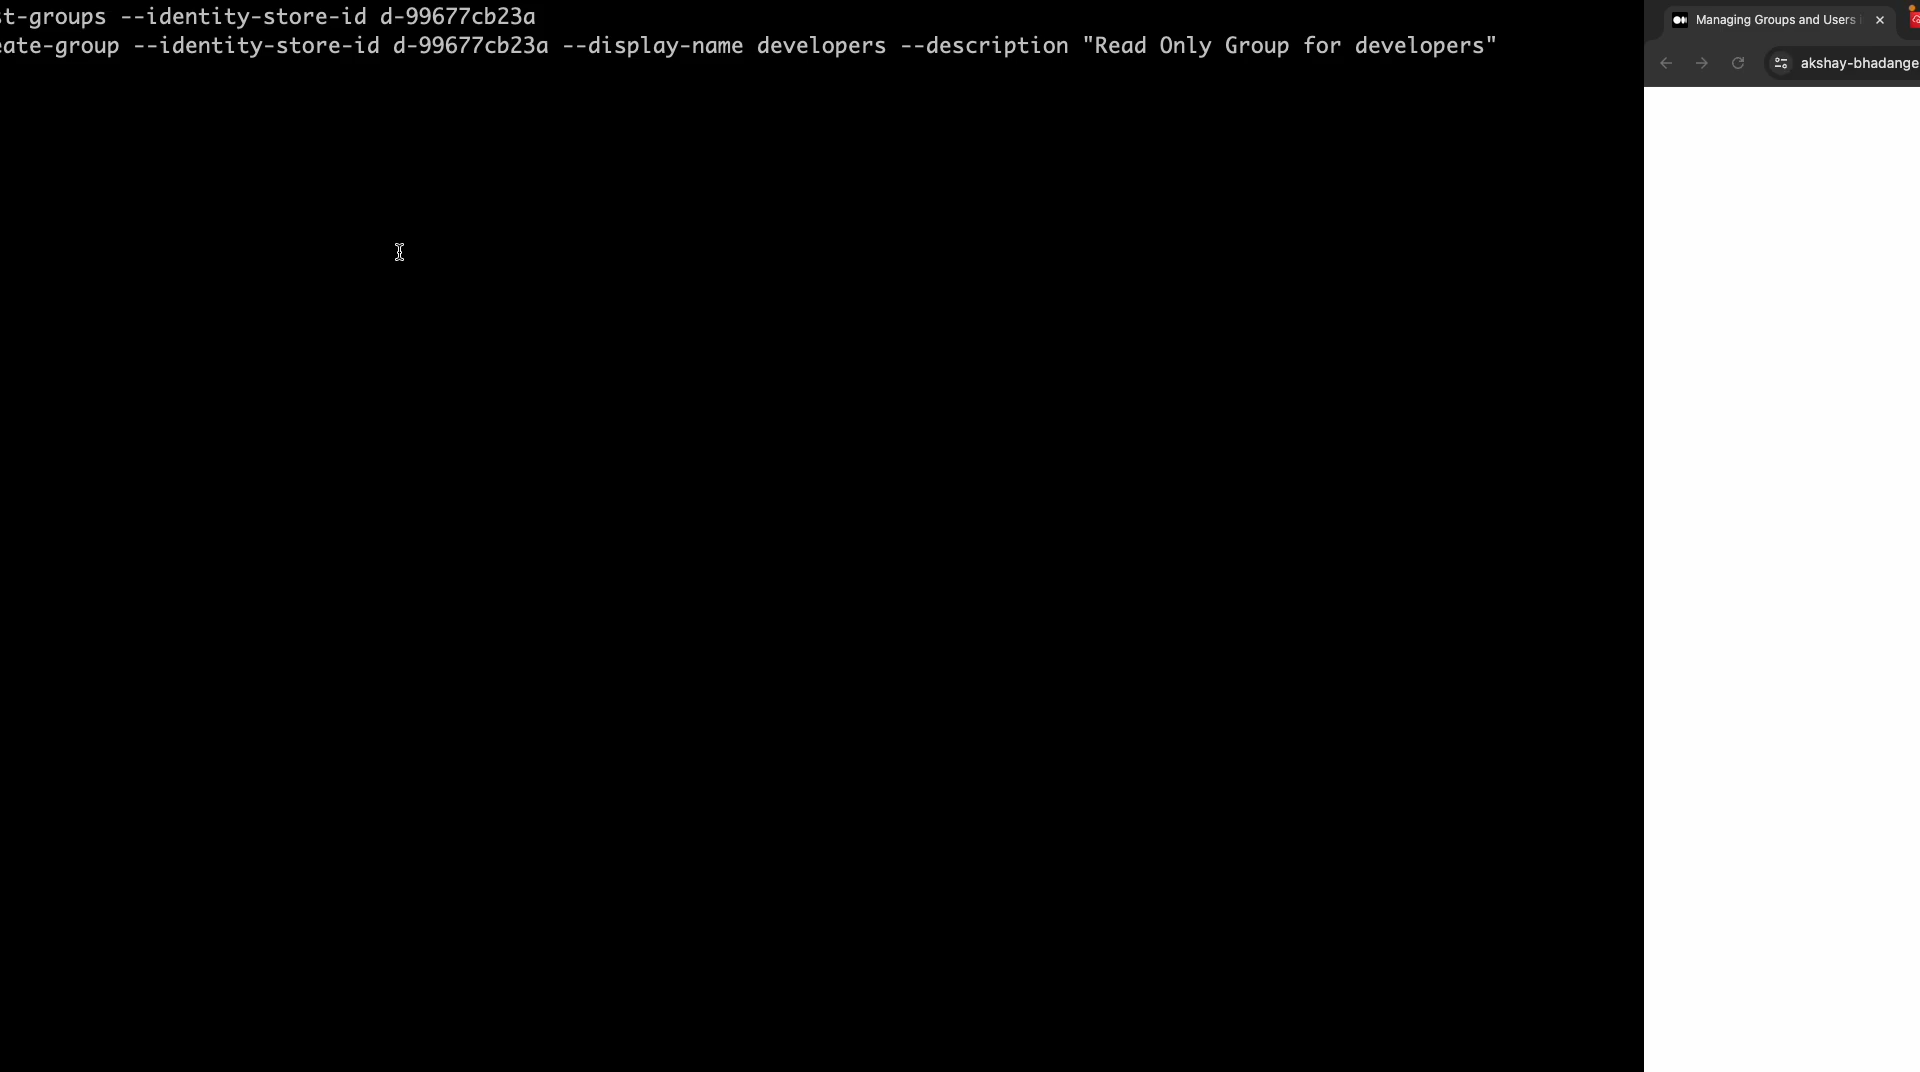 st-groups --identity-store-id d-99677cb23a
eate-group --identity-store-id d-99677cb23a --display-name developers --description "Read Only Group for developers"
Managing Groups and Users
akshay-bhadange